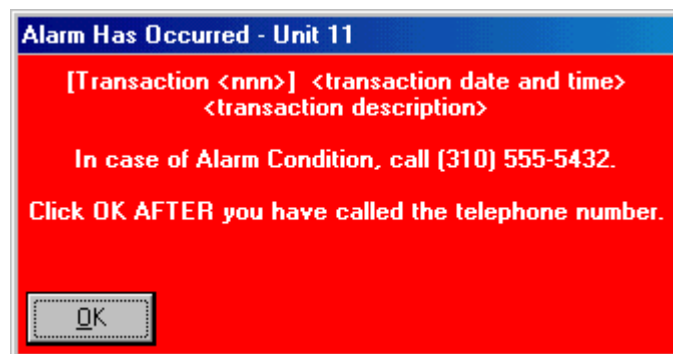 Alarm Has Occurred - Unit 11
[Transaction <nnn>] <transaction date and time>
<transaction description>
In case of Alarm Condition, call (310) 555-5432.
Click OK AFTER you have called the telephone number.
OK